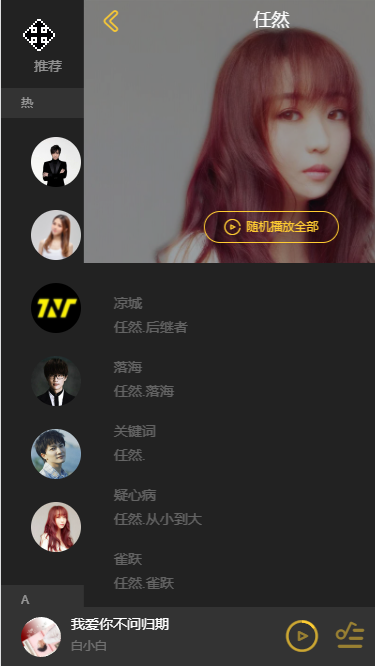 任然
推荐
热
随机播放全部
TNT
凉城
任然.后继者
落海
任然.落海
关键词
任然.
疑心病
任然.从小到大
雀跃
任然.雀跃
A
我爱你不问归期
白小白